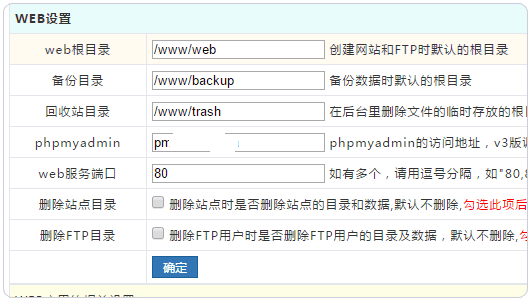 WEB设置
web根目录 /www/web 创建网站和FTP时默认的根目录
备份目录 /www/backup 备份数据时默认的根目录
回收站目录 /www/trash 在后台里删除文件的临时存放的根
phpmyadmin phpmyadmin的访问地址，v3版
web服务端口 80 如有多个，请用逗号分隔，如"80,
删除站点目录 删除站点时是否删除站点的目录和数据,默认不删除,勾选此项后
删除FTP目录 删除FTP用户时是否删除FTP用户的目录及数据，默认不删除,
确定